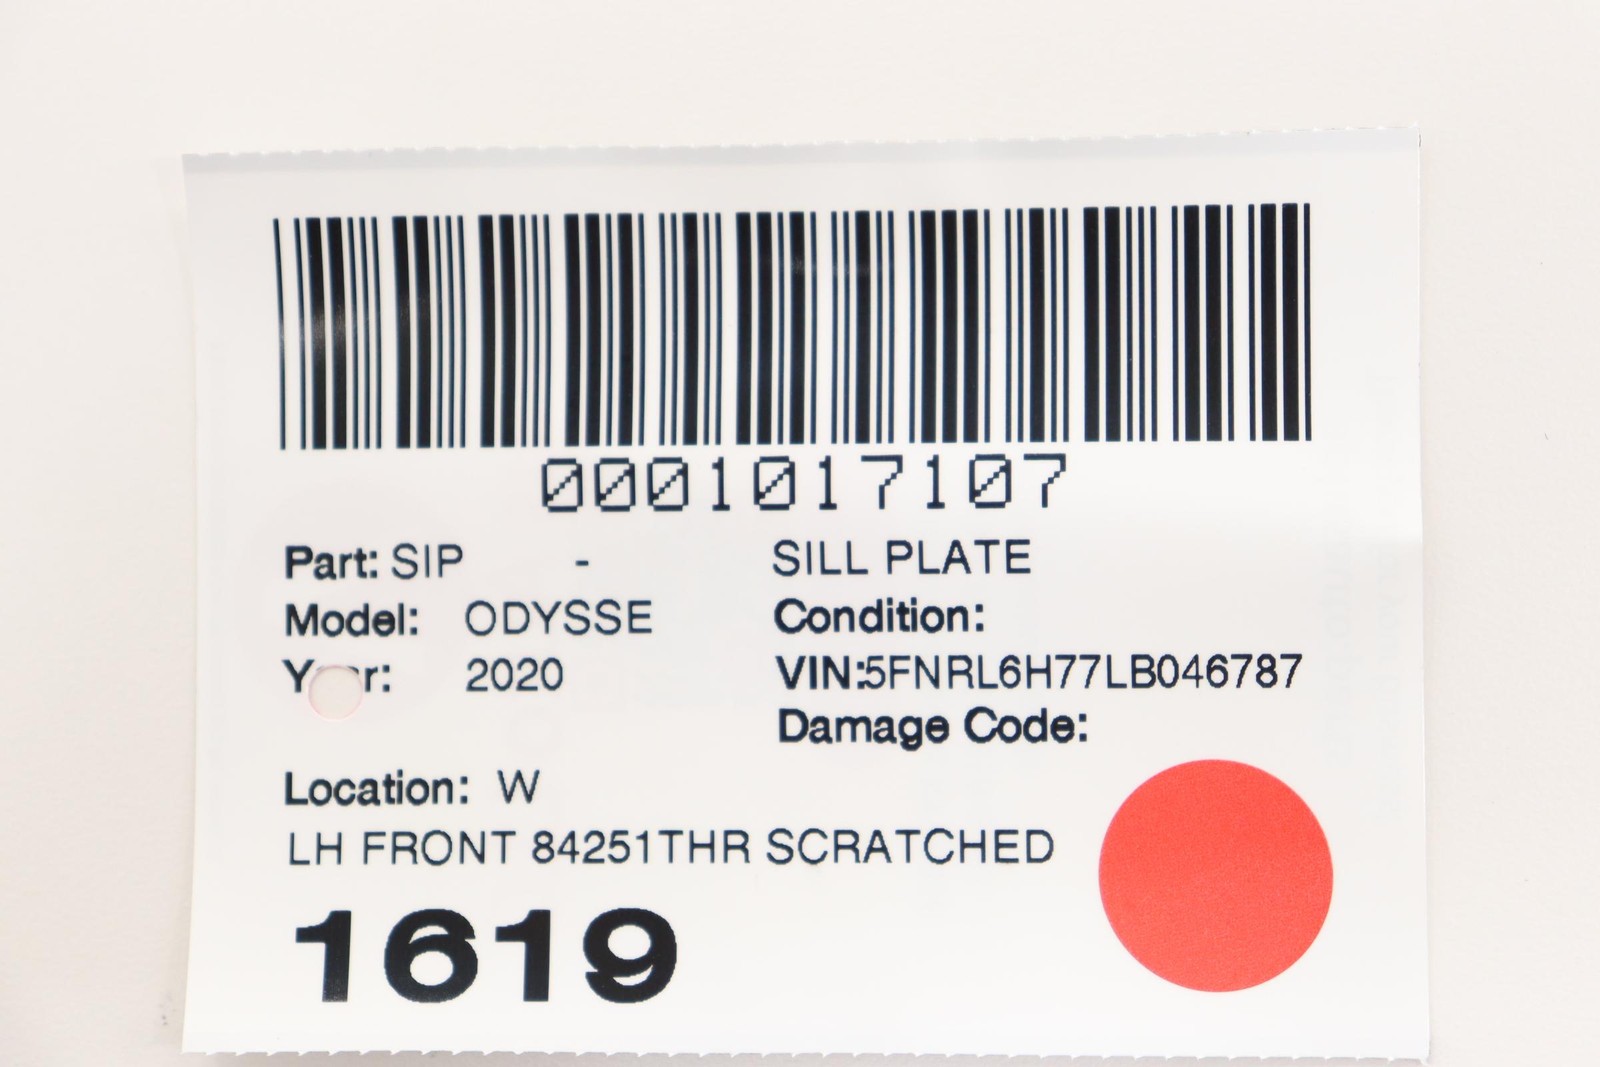 0001017107
Part: SIP - SILL PLATE
Model: ODYSSE Condition:
Year: 2020 VIN:5FNRL6H77LB046787
Damage Code:
Location: W
LH FRONT 84251THR SCRATCHED
1619